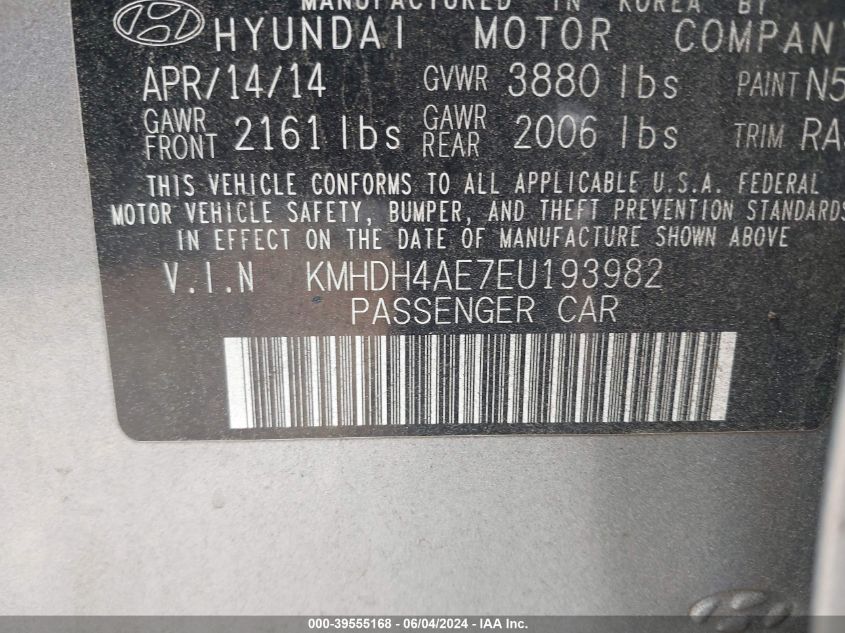 MANUFACTURED IN KOREA BY
HYUNDAI MOTOR COMPANY
APR/14/14 GVWR 3880 lbs PAINT N5
GAWR FRONT 2161 lbs GAWR REAR 2006 lbs TRIM RA
THIS VEHICLE CONFORMS TO ALL APPLICABLE U.S.A. FEDERAL
MOTOR VEHICLE SAFETY, BUMPER, AND THEFT PREVENTION STANDARDS
IN EFFECT ON THE DATE OF MANUFACTURE SHOWN ABOVE
V.I.N KMHDH4AE7EU193982
PASSENGER CAR
000-39555168 - 06/04/2024 - IAA Inc.